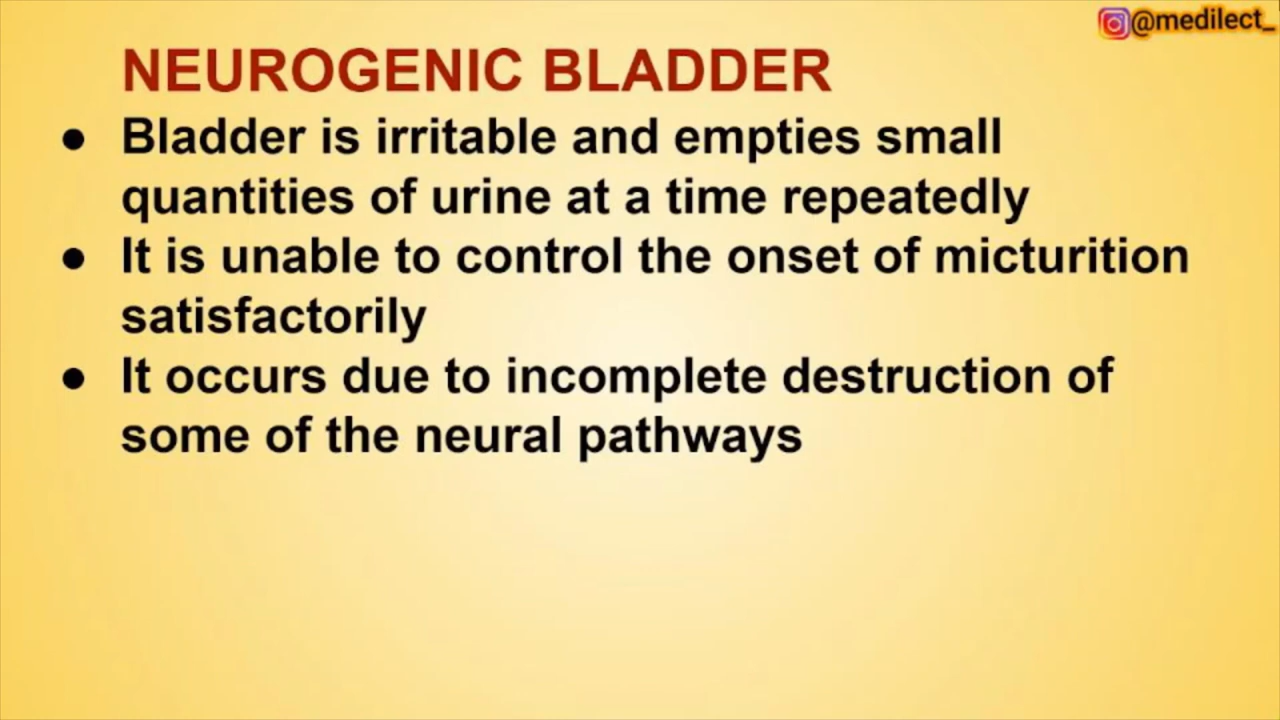 @medilect_
NEUROGENIC BLADDER
● Bladder is irritable and empties small
quantities of urine at a time repeatedly
● It is unable to control the onset of micturition
satisfactorily
● It occurs due to incomplete destruction of
some of the neural pathways